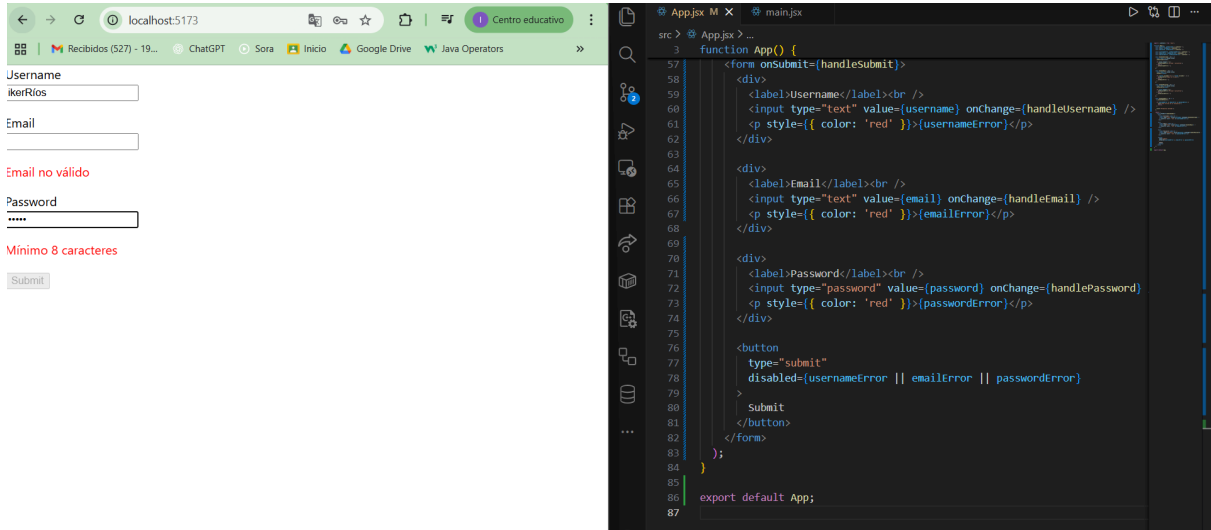 localhost:5173
Centro educativo
Recibidos (527) - 19...
ChatGPT
Sora
Inicio
Google Drive
Java Operators
»
Username
ikerRíos
Email
Email no válido
Password
•••••
Mínimo 8 caracteres
Submit
App.jsx M X
main.jsx
src > App.jsx > ...
3 function App() {
57 <form onSubmit={handleSubmit}>
58 <div>
59 <label>Username</label><br />
60 <input type="text" value={username} onChange={handleUsername} />
61 <p style={{ color: 'red' }}>{usernameError}</p>
62 </div>
63
64 <div>
65 <label>Email</label><br />
66 <input type="text" value={email} onChange={handleEmail} />
67 <p style={{ color: 'red' }}>{emailError}</p>
68 </div>
69
70 <div>
71 <label>Password</label><br />
72 <input type="password" value={password} onChange={handlePassword}
73 <p style={{ color: 'red' }}>{passwordError}</p>
74 </div>
75
76 <button
77 type="submit"
78 disabled={usernameError || emailError || passwordError}
79 >
80 Submit
81 </button>
82 </form>
83 );
84 }
85
86 export default App;
87
2